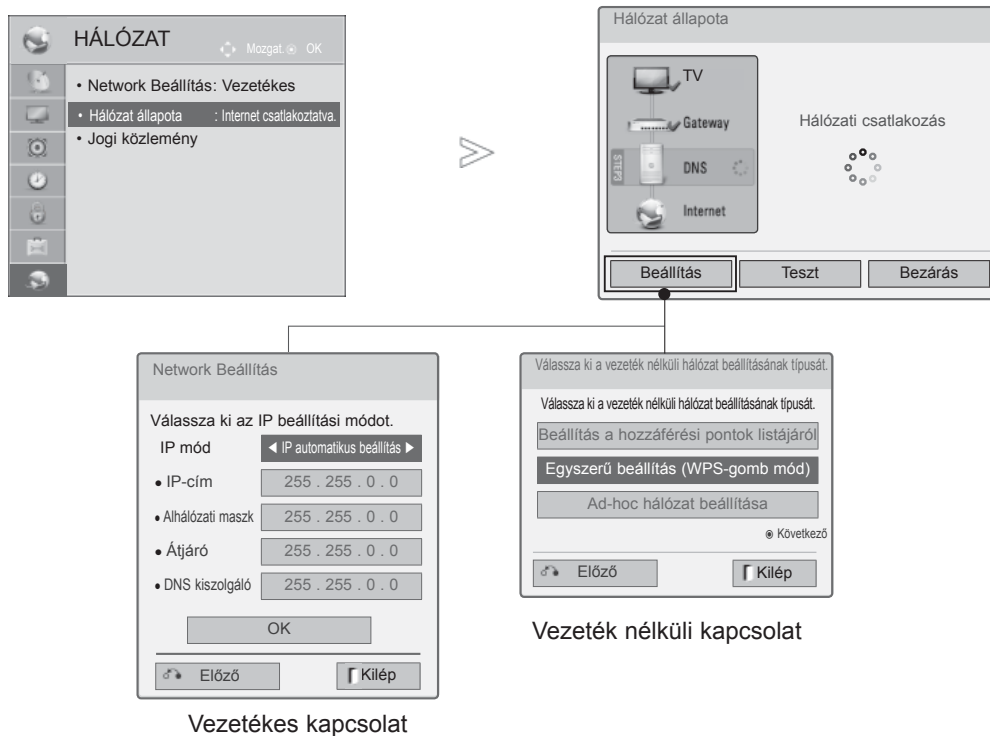 HÁLÓZAT
Mozgat. OK
• Network Beállítás: Vezetékes
• Hálózat állapota : Internet csatlakoztatva.
• Jogi közlemény
Hálózat állapota
TV
Gateway
STEP3
DNS
Internet
Hálózati csatlakozás
Beállítás Teszt Bezárás
Network Beállítás
Válassza ki az IP beállítási módot.
IP mód ◀ IP automatikus beállítás ▶
• IP-cím 255 . 255 . 0 . 0
• Alhálózati maszk 255 . 255 . 0 . 0
• Átjáró 255 . 255 . 0 . 0
• DNS kiszolgáló 255 . 255 . 0 . 0
OK
Előző Kilép
Vezetékes kapcsolat
Válassza ki a vezeték nélküli hálózat beállításának típusát.
Válassza ki a vezeték nélküli hálózat beállításának típusát.
Beállítás a hozzáférési pontok listájáról
Egyszerű beállítás (WPS-gomb mód)
Ad-hoc hálózat beállítása
Következő
Előző Kilép
Vezeték nélküli kapcsolat